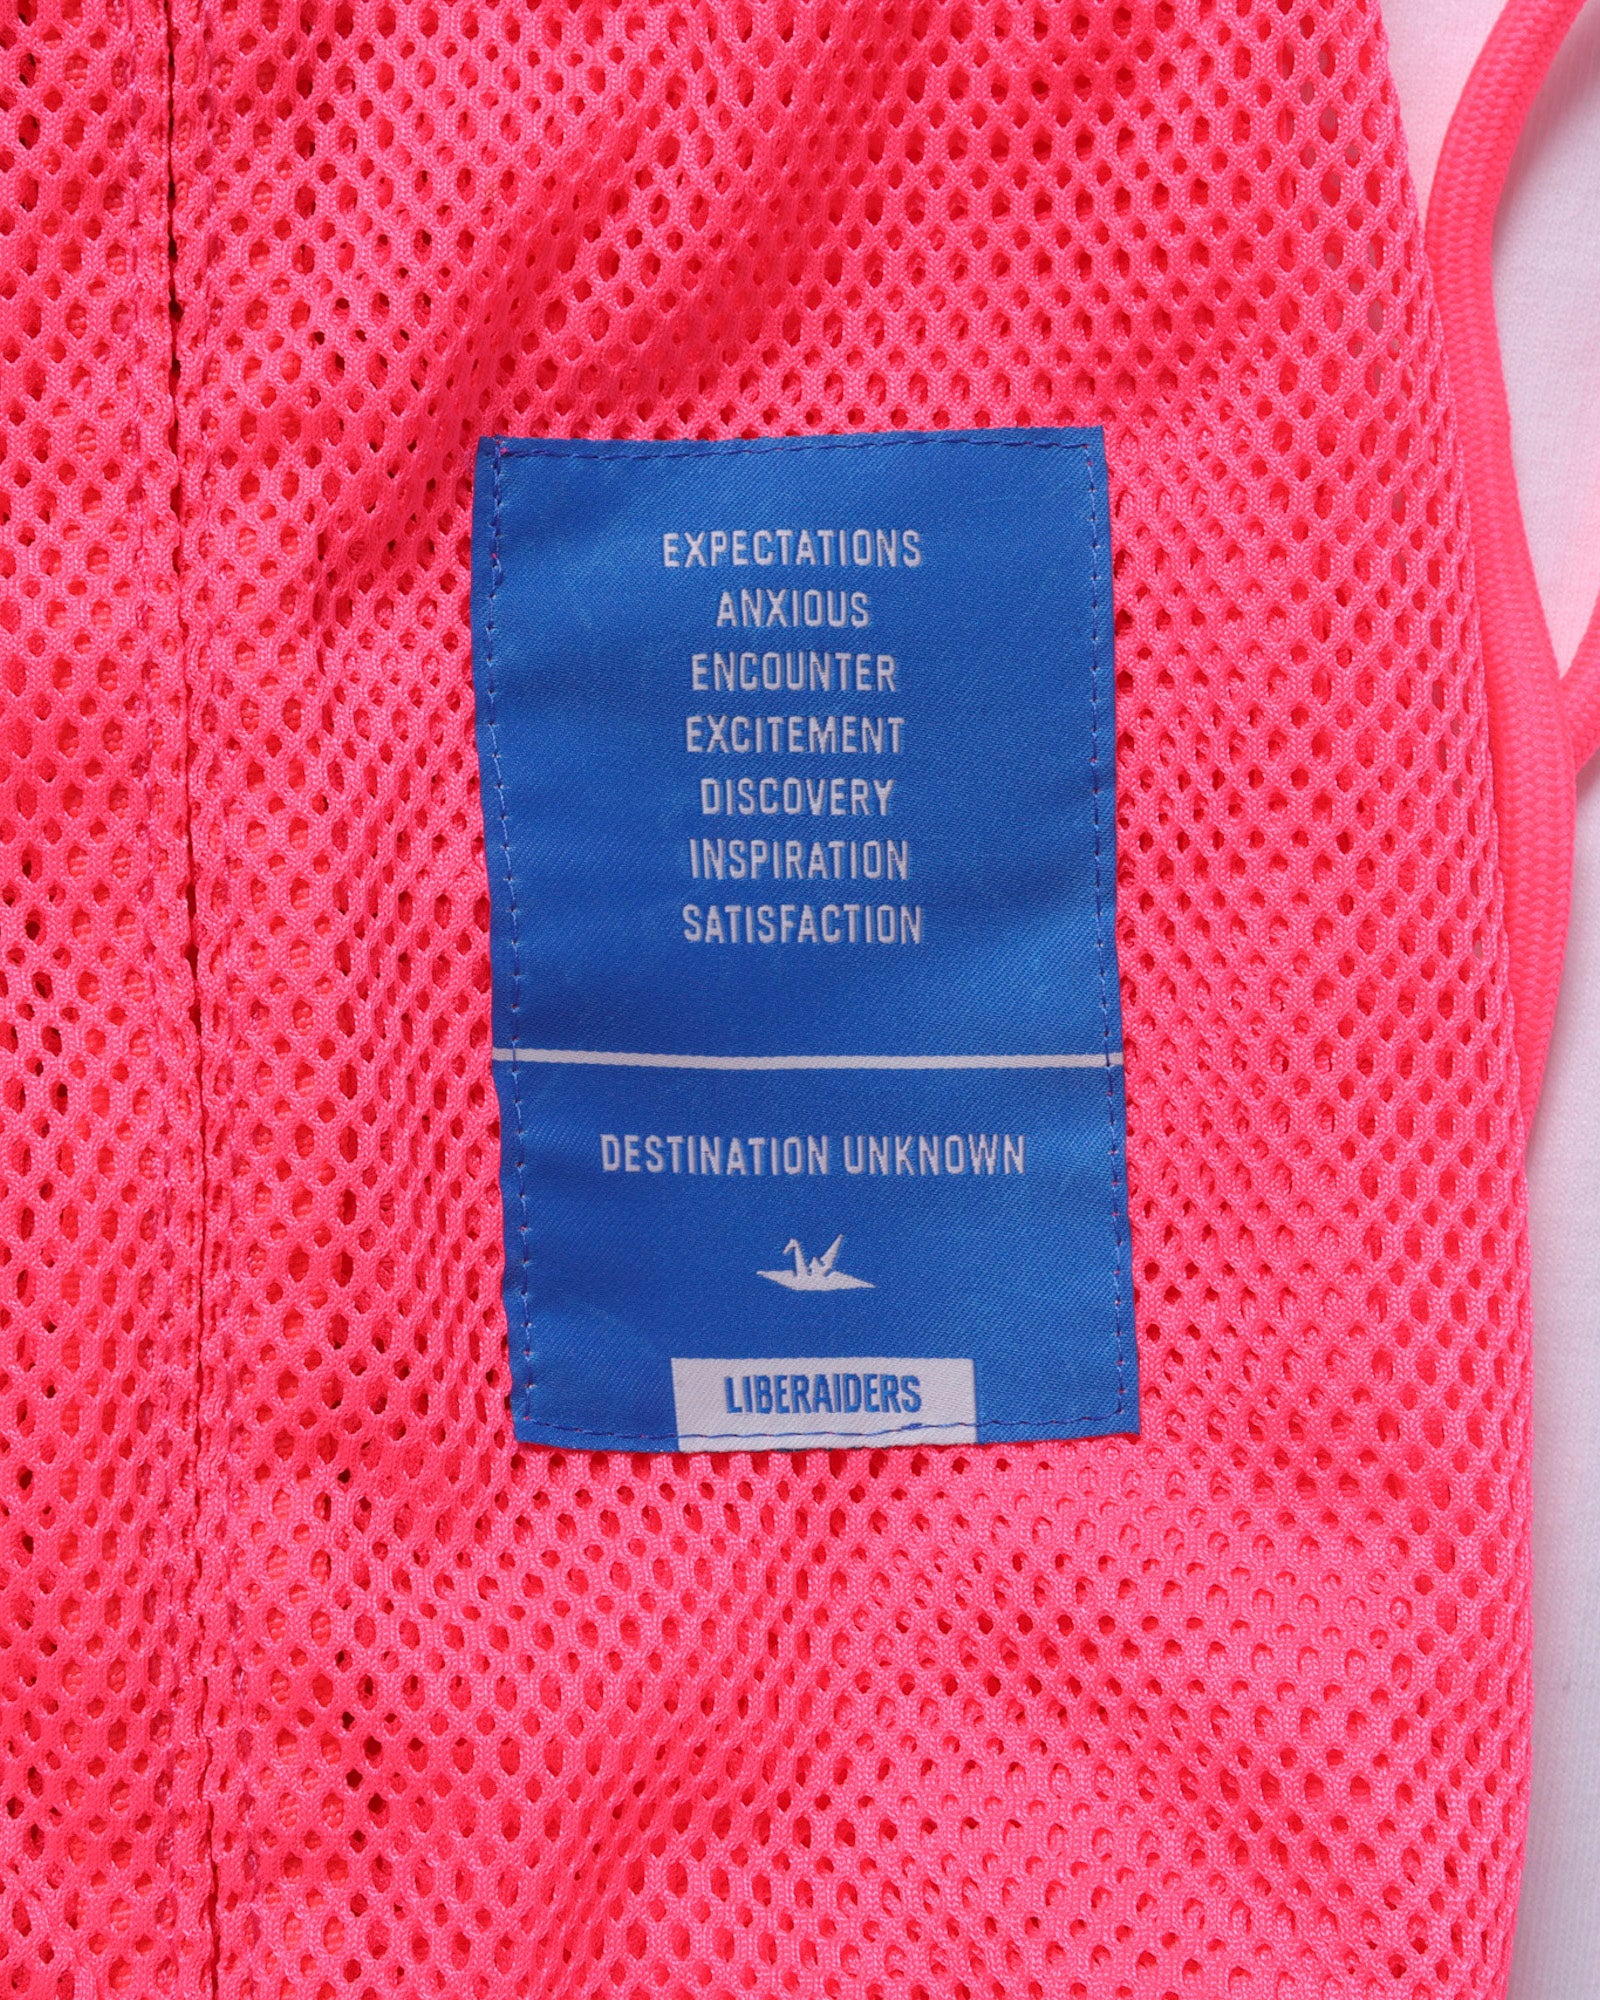 EXPECTATIONS
ANXIOUS
ENCOUNTER
EXCITEMENT
DISCOVERY
INSPIRATION
SATISFACTION
DESTINATION UNKNOWN
LIBERAIDERS